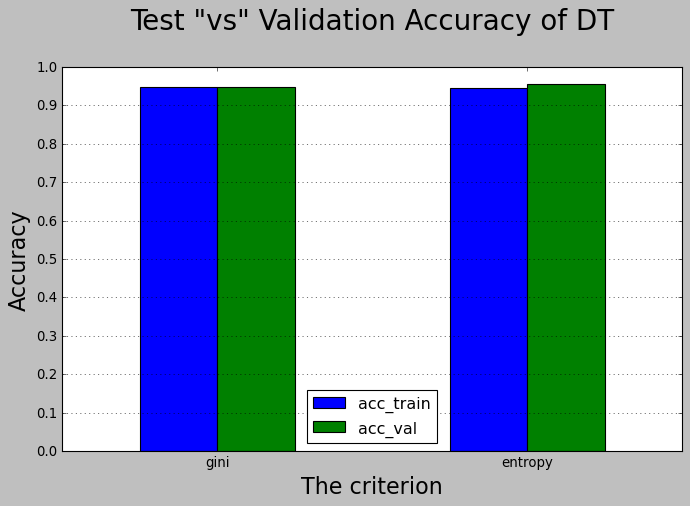 Test "vs" Validation Accuracy of DT
1.0
0.9
0.8
0.7
0.6
0.5
0.4
0.3
0.2
0.1
0.0
Accuracy
acc_train
acc_val
gini entropy
The criterion